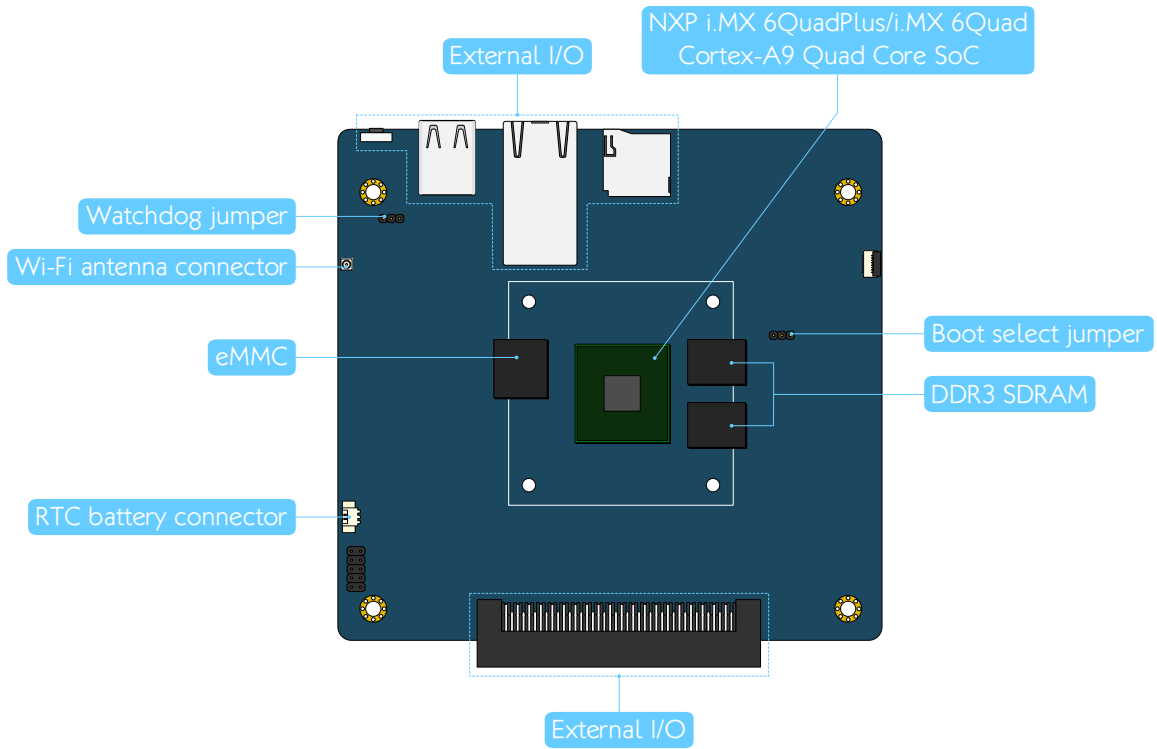 NXP i.MX 6QuadPlus/i.MX 6Quad
Cortex-A9 Quad Core SoC
External I/O
Watchdog jumper
Wi-Fi antenna connector
Boot select jumper
eMMC
DDR3 SDRAM
RTC battery connector
External I/O